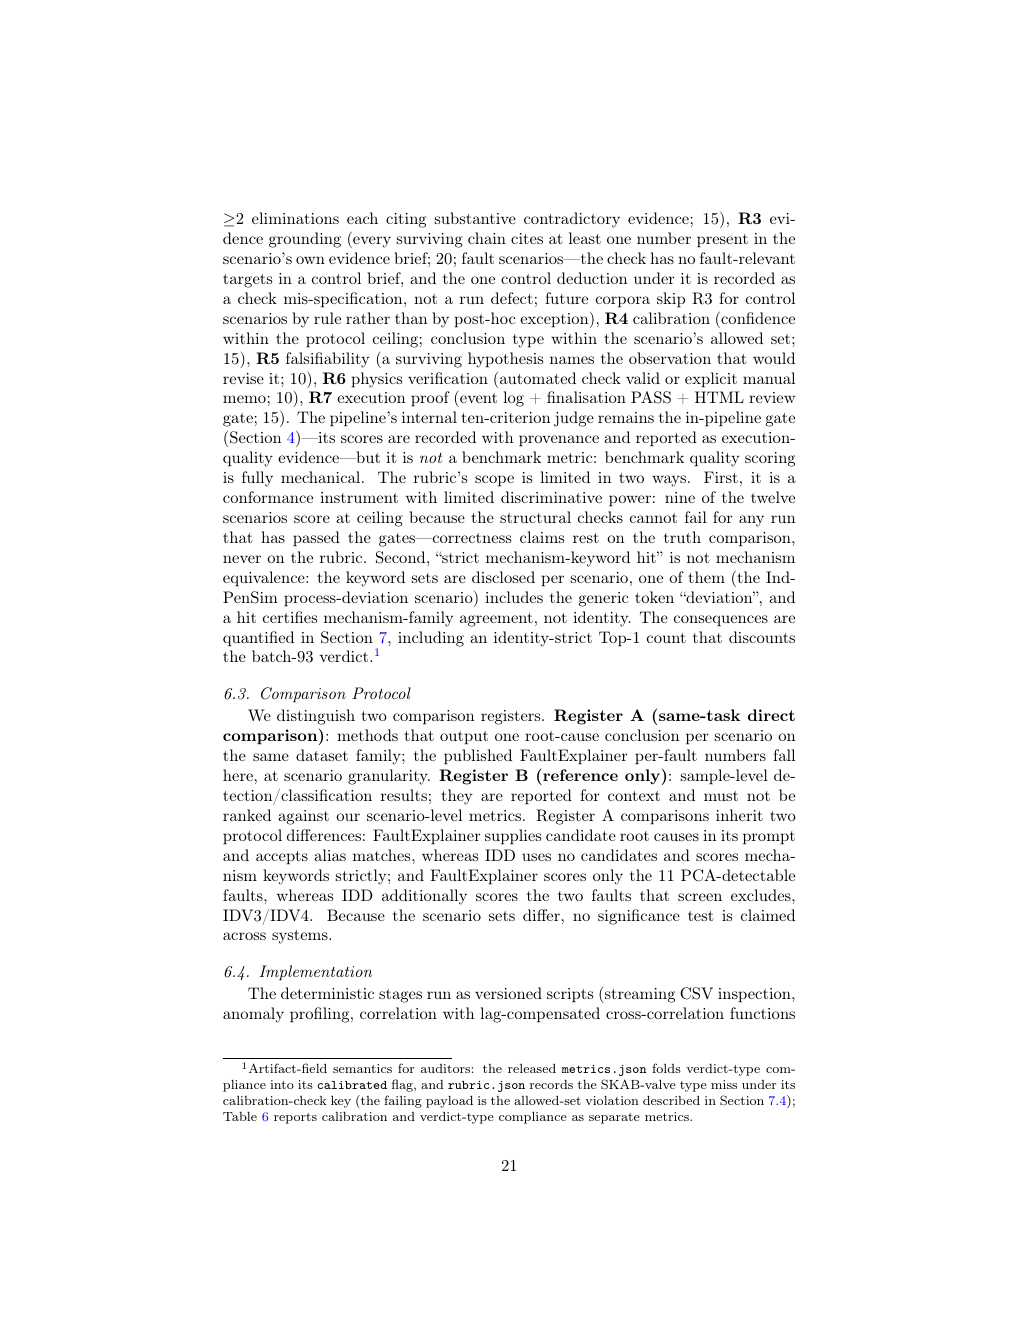 ≥2 eliminations each citing substantive contradictory evidence; 15), R3 evi-
dence grounding (every surviving chain cites at least one number present in the
scenario's own evidence brief; 20; fault scenarios—the check has no fault-relevant
targets in a control brief, and the one control deduction under it is recorded as
a check mis-specification, not a run defect; future corpora skip R3 for control
scenarios by rule rather than by post-hoc exception), R4 calibration (confidence
within the protocol ceiling; conclusion type within the scenario's allowed set;
15), R5 falsifiability (a surviving hypothesis names the observation that would
revise it; 10), R6 physics verification (automated check valid or explicit manual
memo; 10), R7 execution proof (event log + finalisation PASS + HTML review
gate; 15). The pipeline's internal ten-criterion judge remains the in-pipeline gate
(Section 4)—its scores are recorded with provenance and reported as execution-
quality evidence—but it is not a benchmark metric: benchmark quality scoring
is fully mechanical. The rubric's scope is limited in two ways. First, it is a
conformance instrument with limited discriminative power: nine of the twelve
scenarios score at ceiling because the structural checks cannot fail for any run
that has passed the gates—correctness claims rest on the truth comparison,
never on the rubric. Second, “strict mechanism-keyword hit” is not mechanism
equivalence: the keyword sets are disclosed per scenario, one of them (the Ind-
PenSim process-deviation scenario) includes the generic token “deviation”, and
a hit certifies mechanism-family agreement, not identity. The consequences are
quantified in Section 7, including an identity-strict Top-1 count that discounts
the batch-93 verdict.1
6.3. Comparison Protocol
We distinguish two comparison registers. Register A (same-task direct
comparison): methods that output one root-cause conclusion per scenario on
the same dataset family; the published FaultExplainer per-fault numbers fall
here, at scenario granularity. Register B (reference only): sample-level de-
tection/classification results; they are reported for context and must not be
ranked against our scenario-level metrics. Register A comparisons inherit two
protocol differences: FaultExplainer supplies candidate root causes in its prompt
and accepts alias matches, whereas IDD uses no candidates and scores mecha-
nism keywords strictly; and FaultExplainer scores only the 11 PCA-detectable
faults, whereas IDD additionally scores the two faults that screen excludes,
IDV3/IDV4. Because the scenario sets differ, no significance test is claimed
across systems.
6.4. Implementation
The deterministic stages run as versioned scripts (streaming CSV inspection,
anomaly profiling, correlation with lag-compensated cross-correlation functions
1Artifact-field semantics for auditors: the released metrics.json folds verdict-type com-
pliance into its calibrated flag, and rubric.json records the SKAB-valve type miss under its
calibration-check key (the failing payload is the allowed-set violation described in Section 7.4);
Table 6 reports calibration and verdict-type compliance as separate metrics.
21